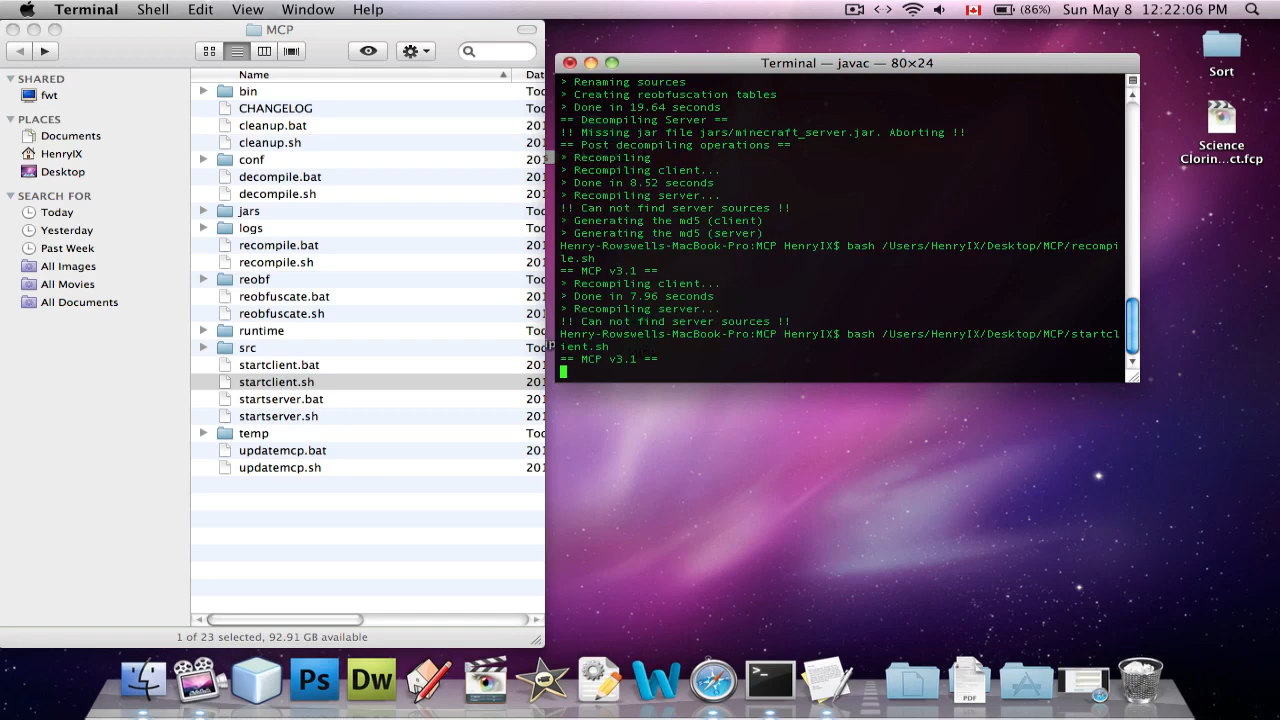 Terminal Shell Edit View Window Help (86%) Sun May 8 12:22:06 PM
MCP
SHARED
fwt
PLACES
Documents
HenryIX
Desktop
SEARCH FOR
Today
Yesterday
Past Week
All Images
All Movies
All Documents
Name
bin
CHANGELOG
cleanup.bat
cleanup.sh
conf
decompile.bat
decompile.sh
jars
logs
recompile.bat
recompile.sh
reobf
reobfuscate.bat
reobfuscate.sh
runtime
src
startclient.bat
startclient.sh
startserver.bat
startserver.sh
temp
updatemcp.bat
updatemcp.sh
1 of 23 selected, 92.91 GB available
Terminal — javac — 80×24
> Renaming sources
> Creating reobfuscation tables
> Done in 19.64 seconds
== Decompiling Server ==
!! Missing jar file jars/minecraft_server.jar. Aborting !!
== Post decompiling operations ==
> Recompiling
> Recompiling client...
> Done in 8.52 seconds
> Recompiling server...
!! Can not find server sources !!
> Generating the md5 (client)
> Generating the md5 (server)
Henry-Rowswells-MacBook-Pro:MCP HenryIX$ bash /Users/HenryIX/Desktop/MCP/recompi
le.sh
== MCP v3.1 ==
> Recompiling client...
> Done in 7.96 seconds
> Recompiling server...
!! Can not find server sources !!
Henry-Rowswells-MacBook-Pro:MCP HenryIX$ bash /Users/HenryIX/Desktop/MCP/startcl
ient.sh
== MCP v3.1 ==
Sort
Science
Clorin...ct.fcp
Ps
Dw
W
PDF